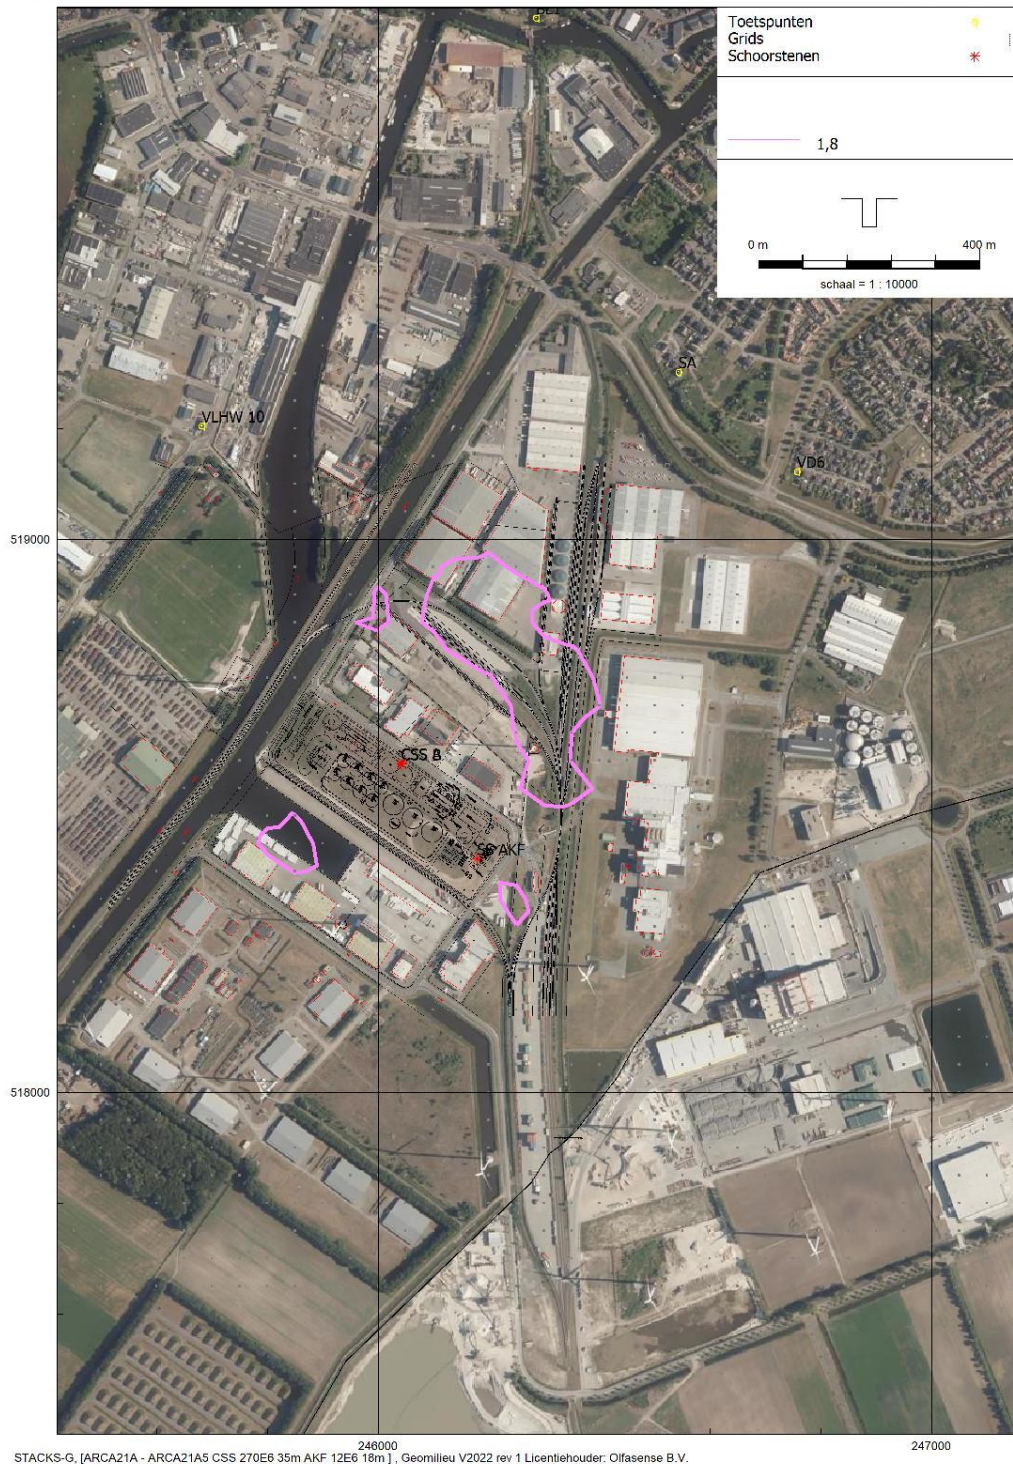 Toetspunten
Grids
Schoorstenen
1,8
0 m 400 m
schaal = 1 : 10000
SA
VLHW 10
VD6
519000
CSS B
AKF
518000
246000 247000
STACKS-G, [ARCA21A - ARCA21A5 CSS 270E6 35m AKF 12E6 18m ] , Geomilieu V2022 rev 1 Licentiehouder: Olfasense B.V.